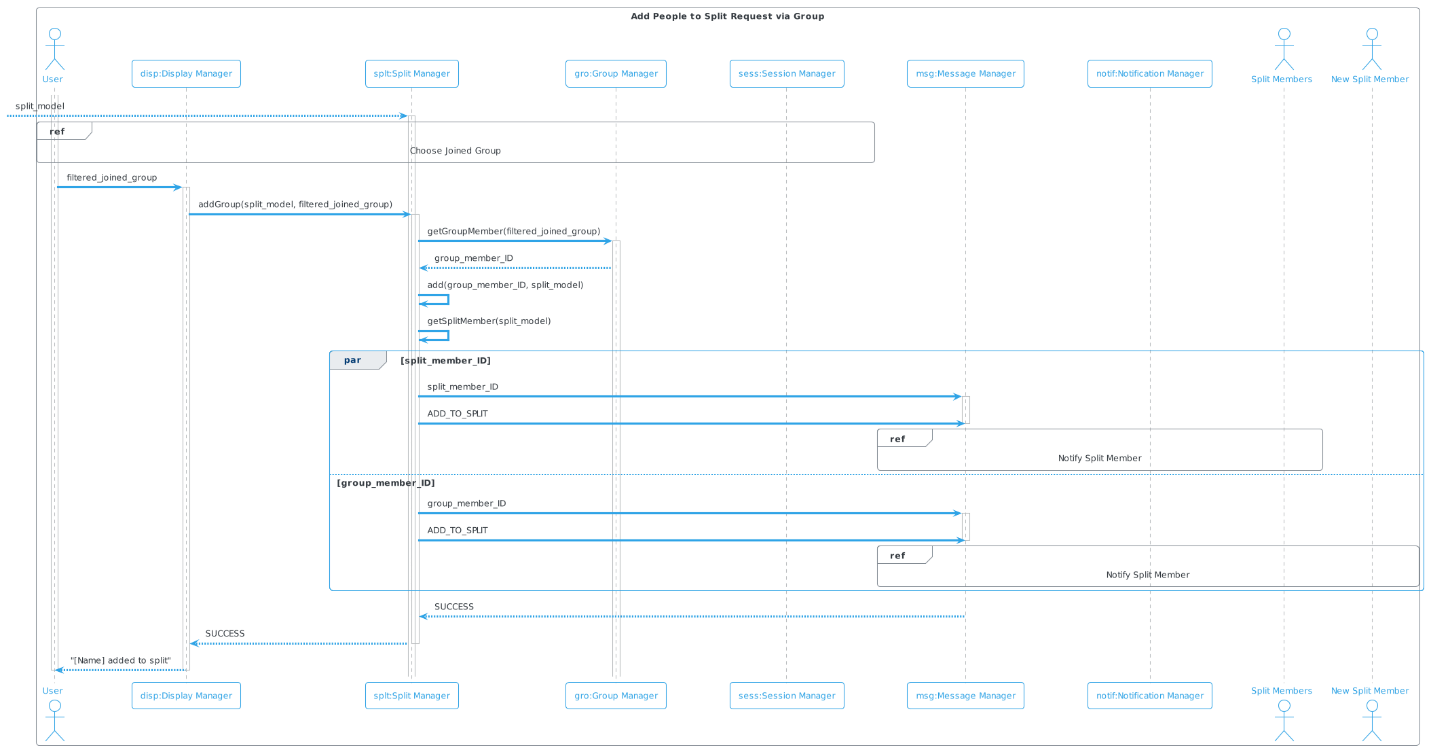 Add People to Split Request via Group
User
disp:Display Manager
splt:Split Manager
gro:Group Manager
sess:Session Manager
msg:Message Manager
notif:Notification Manager
Split Members
New Split Member
split_model
ref
Choose Joined Group
filtered_joined_group
addGroup(split_model, filtered_joined_group)
getGroupMember(filtered_joined_group)
group_member_ID
add(group_member_ID, split_model)
getSplitMember(split_model)
par [split_member_ID]
split_member_ID
ADD_TO_SPLIT
ref
Notify Split Member
[group_member_ID]
group_member_ID
ADD_TO_SPLIT
ref
Notify Split Member
SUCCESS
SUCCESS
"[Name] added to split"
User
disp:Display Manager
splt:Split Manager
gro:Group Manager
sess:Session Manager
msg:Message Manager
notif:Notification Manager
Split Members
New Split Member